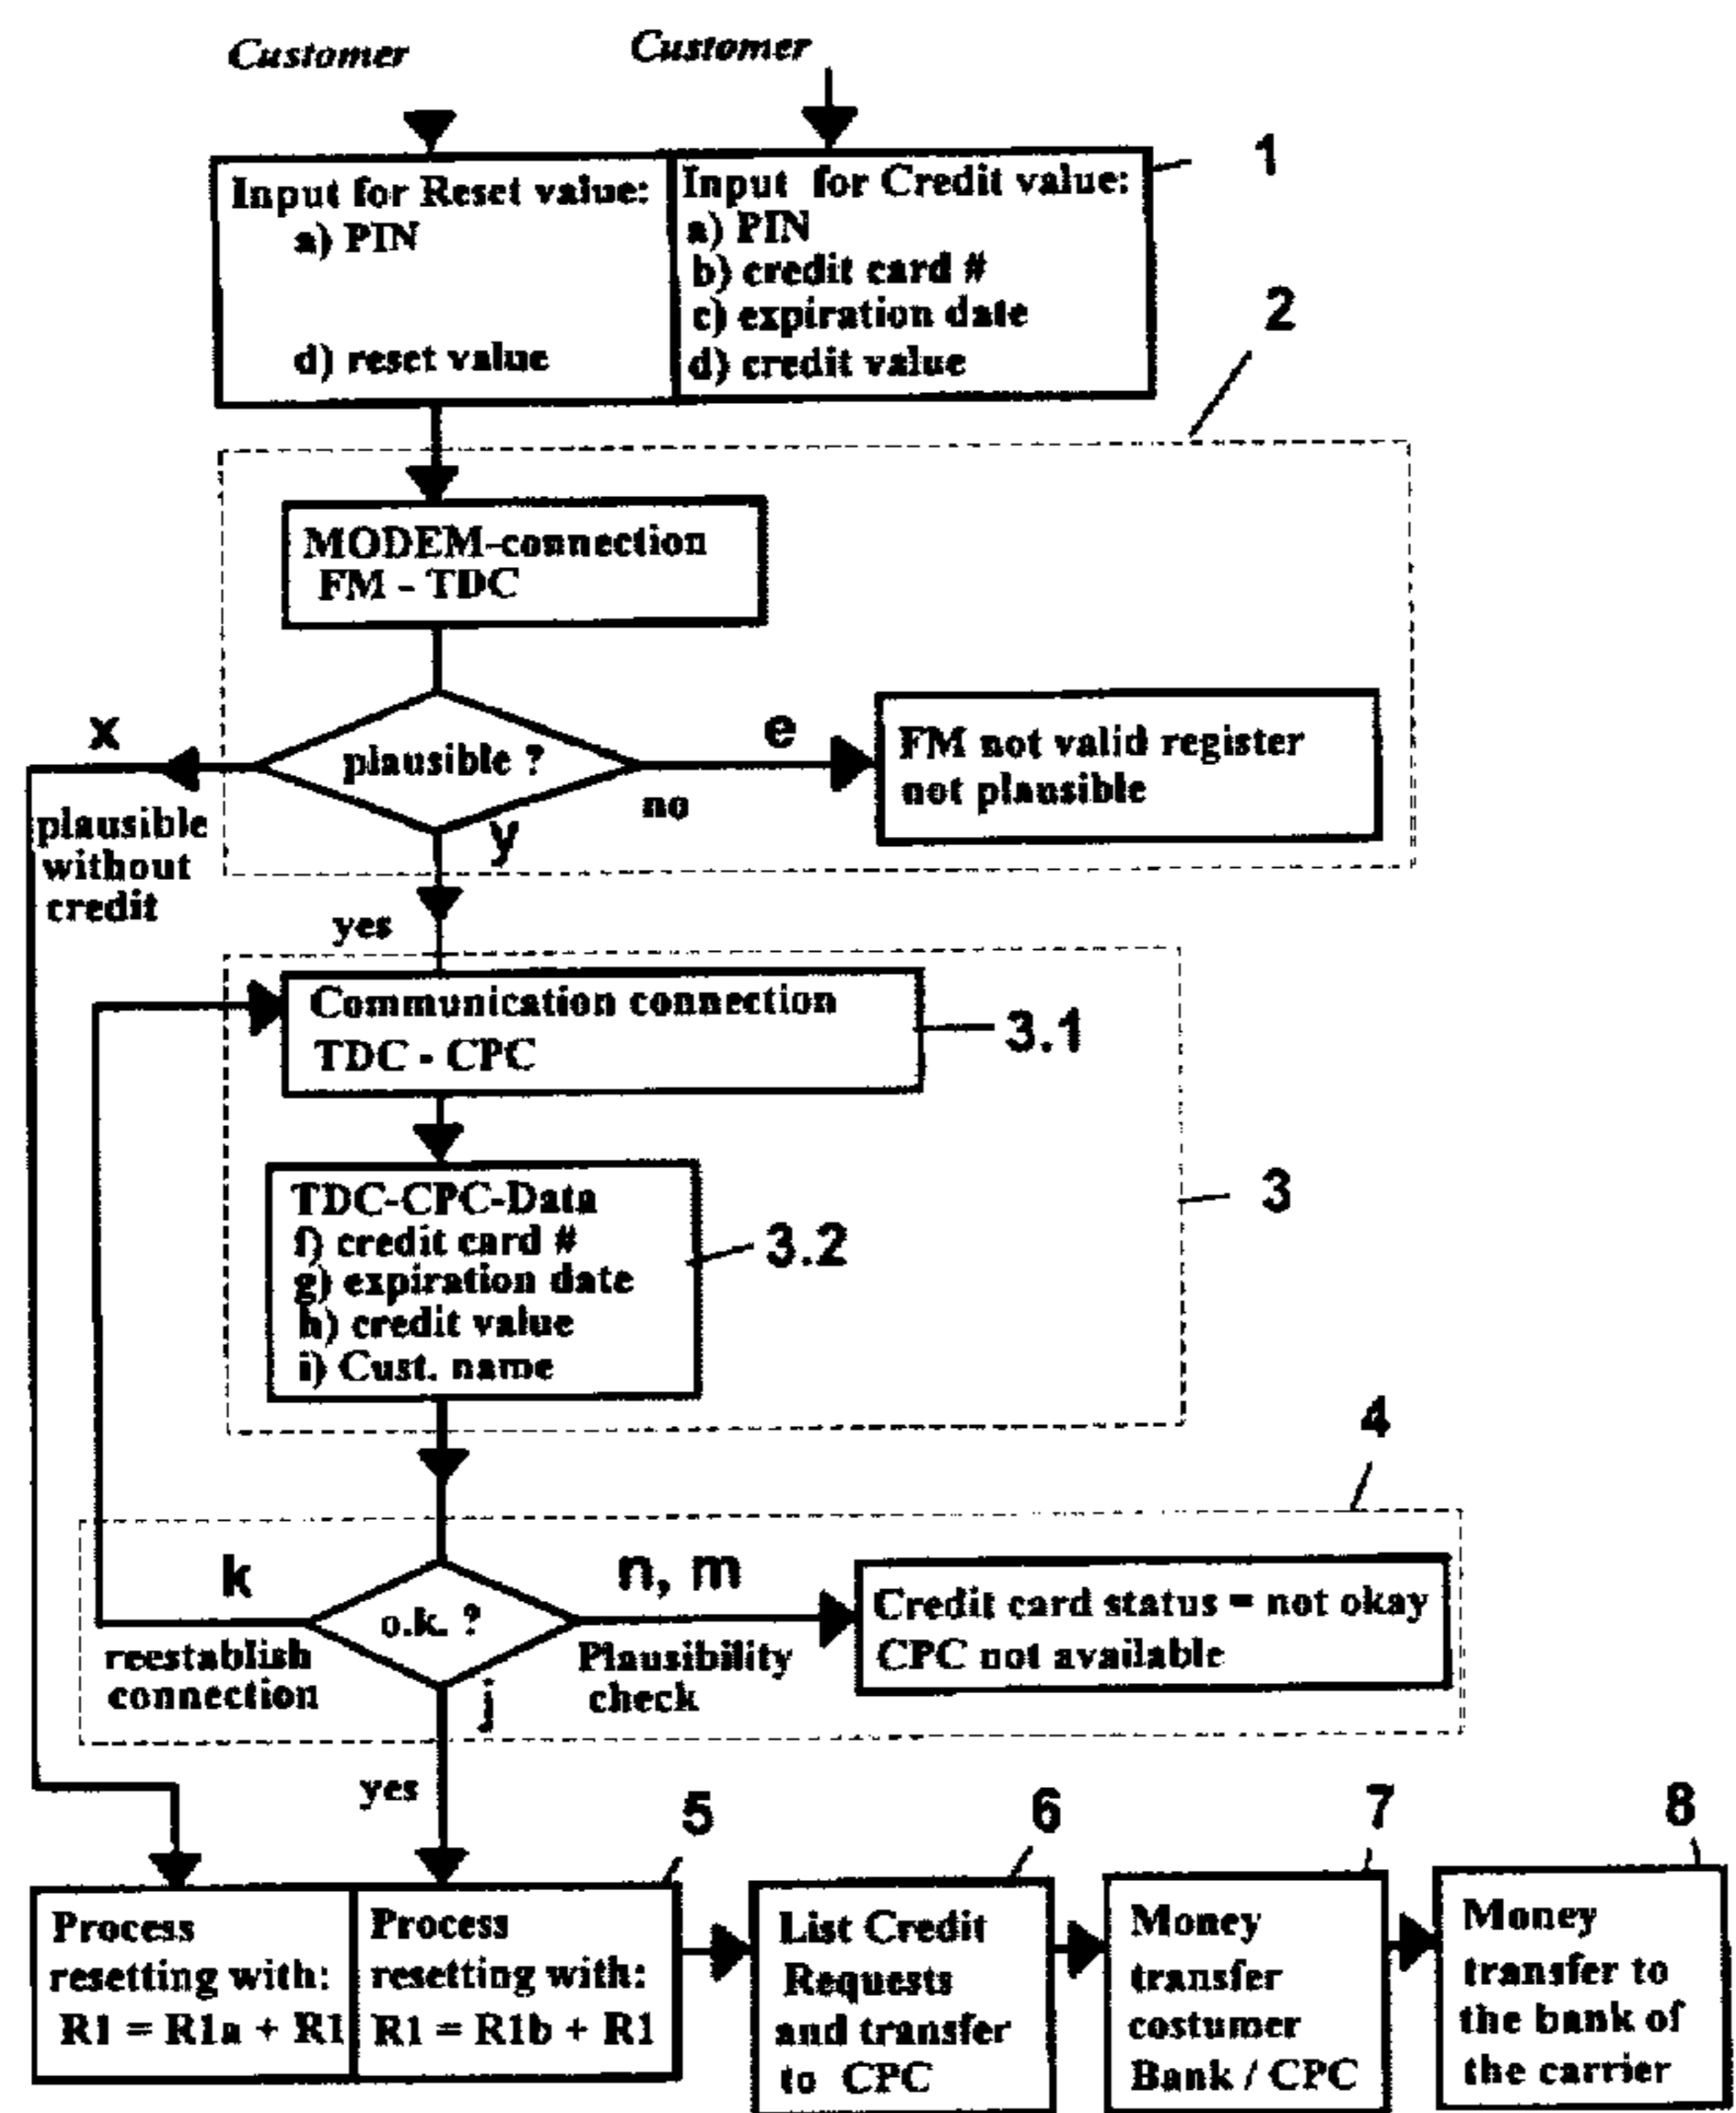 Customer
Customer
1
Input for Reset value:
a) PIN
d) reset value
Input for Credit value:
a) PIN
b) credit card #
c) expiration date
d) credit value
2
MODEM-connection
FM - TDC
x
plausible ?
e
no
FM not valid register
not plausible
plausible
without
credit
y
yes
Communication connection
TDC - CPC
3.1
TDC-CPC-Data
f) credit card #
g) expiration date
h) credit value
i) Cust. name
3.2
3
4
k
o.k. ?
n, m
Credit card status = not okay
CPC not available
reestablish
connection
Plausibility
check
j
yes
5
6
7
8
Process
resetting with:
R1 = R1a + R1
Process
resetting with:
R1 = R1b + R1
List Credit
Requests
and transfer
to CPC
Money
transfer
costumer
Bank / CPC
Money
transfer to
the bank of
the carrier